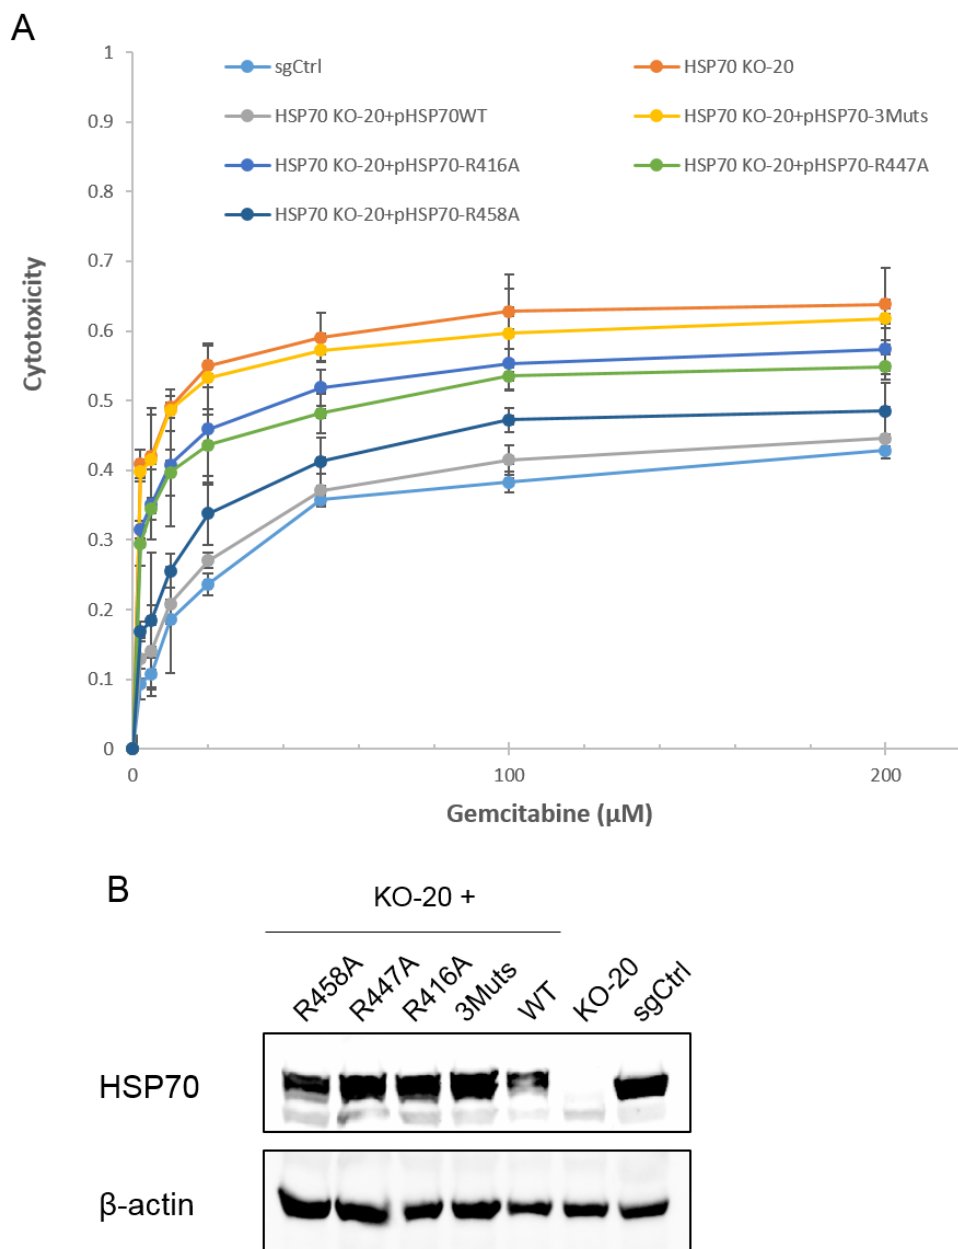 A
1
sgCtrl HSP70 KO-20
0.9
HSP70 KO-20+pHSP70WT HSP70 KO-20+pHSP70-3Muts
0.8
HSP70 KO-20+pHSP70-R416A HSP70 KO-20+pHSP70-R447A
HSP70 KO-20+pHSP70-R458A
0.7
0.6
0.5
0.4
0.3
0.2
0.1
0
Cytotoxicity
0 100 200
Gemcitabine (μM)
B
KO-20 +
R458A R447A R416A 3Muts WT KO-20 sgCtrl
HSP70
β-actin